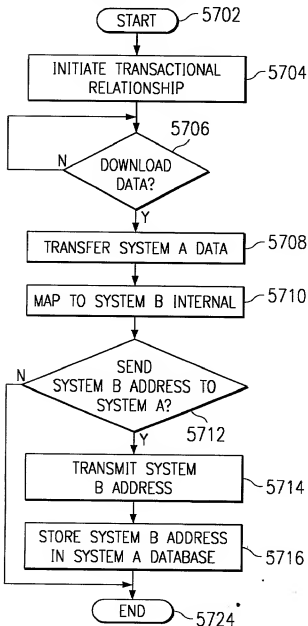 START 5702
INITIATE TRANSACTIONAL
RELATIONSHIP 5704
5706
N DOWNLOAD
DATA?
Y
TRANSFER SYSTEM A DATA 5708
MAP TO SYSTEM B INTERNAL 5710
N SEND
SYSTEM B ADDRESS TO
SYSTEM A?
5712
Y
TRANSMIT SYSTEM
B ADDRESS 5714
STORE SYSTEM B ADDRESS
IN SYSTEM A DATABASE 5716
END 5724